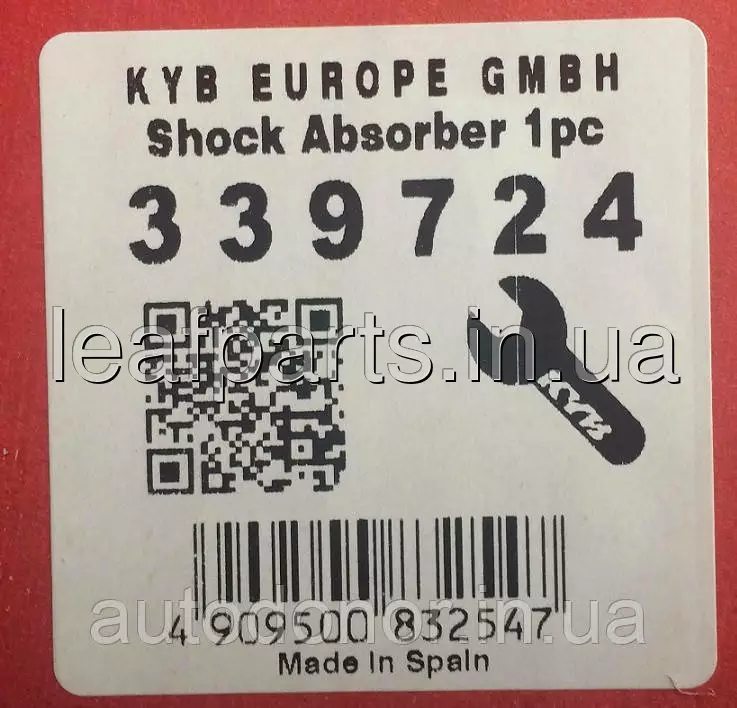 KYB EUROPE GMBH
Shock Absorber 1pc
339724
leafparts.in.ua
KYB
autodonor.in.ua
4 909500 832547
Made In Spain